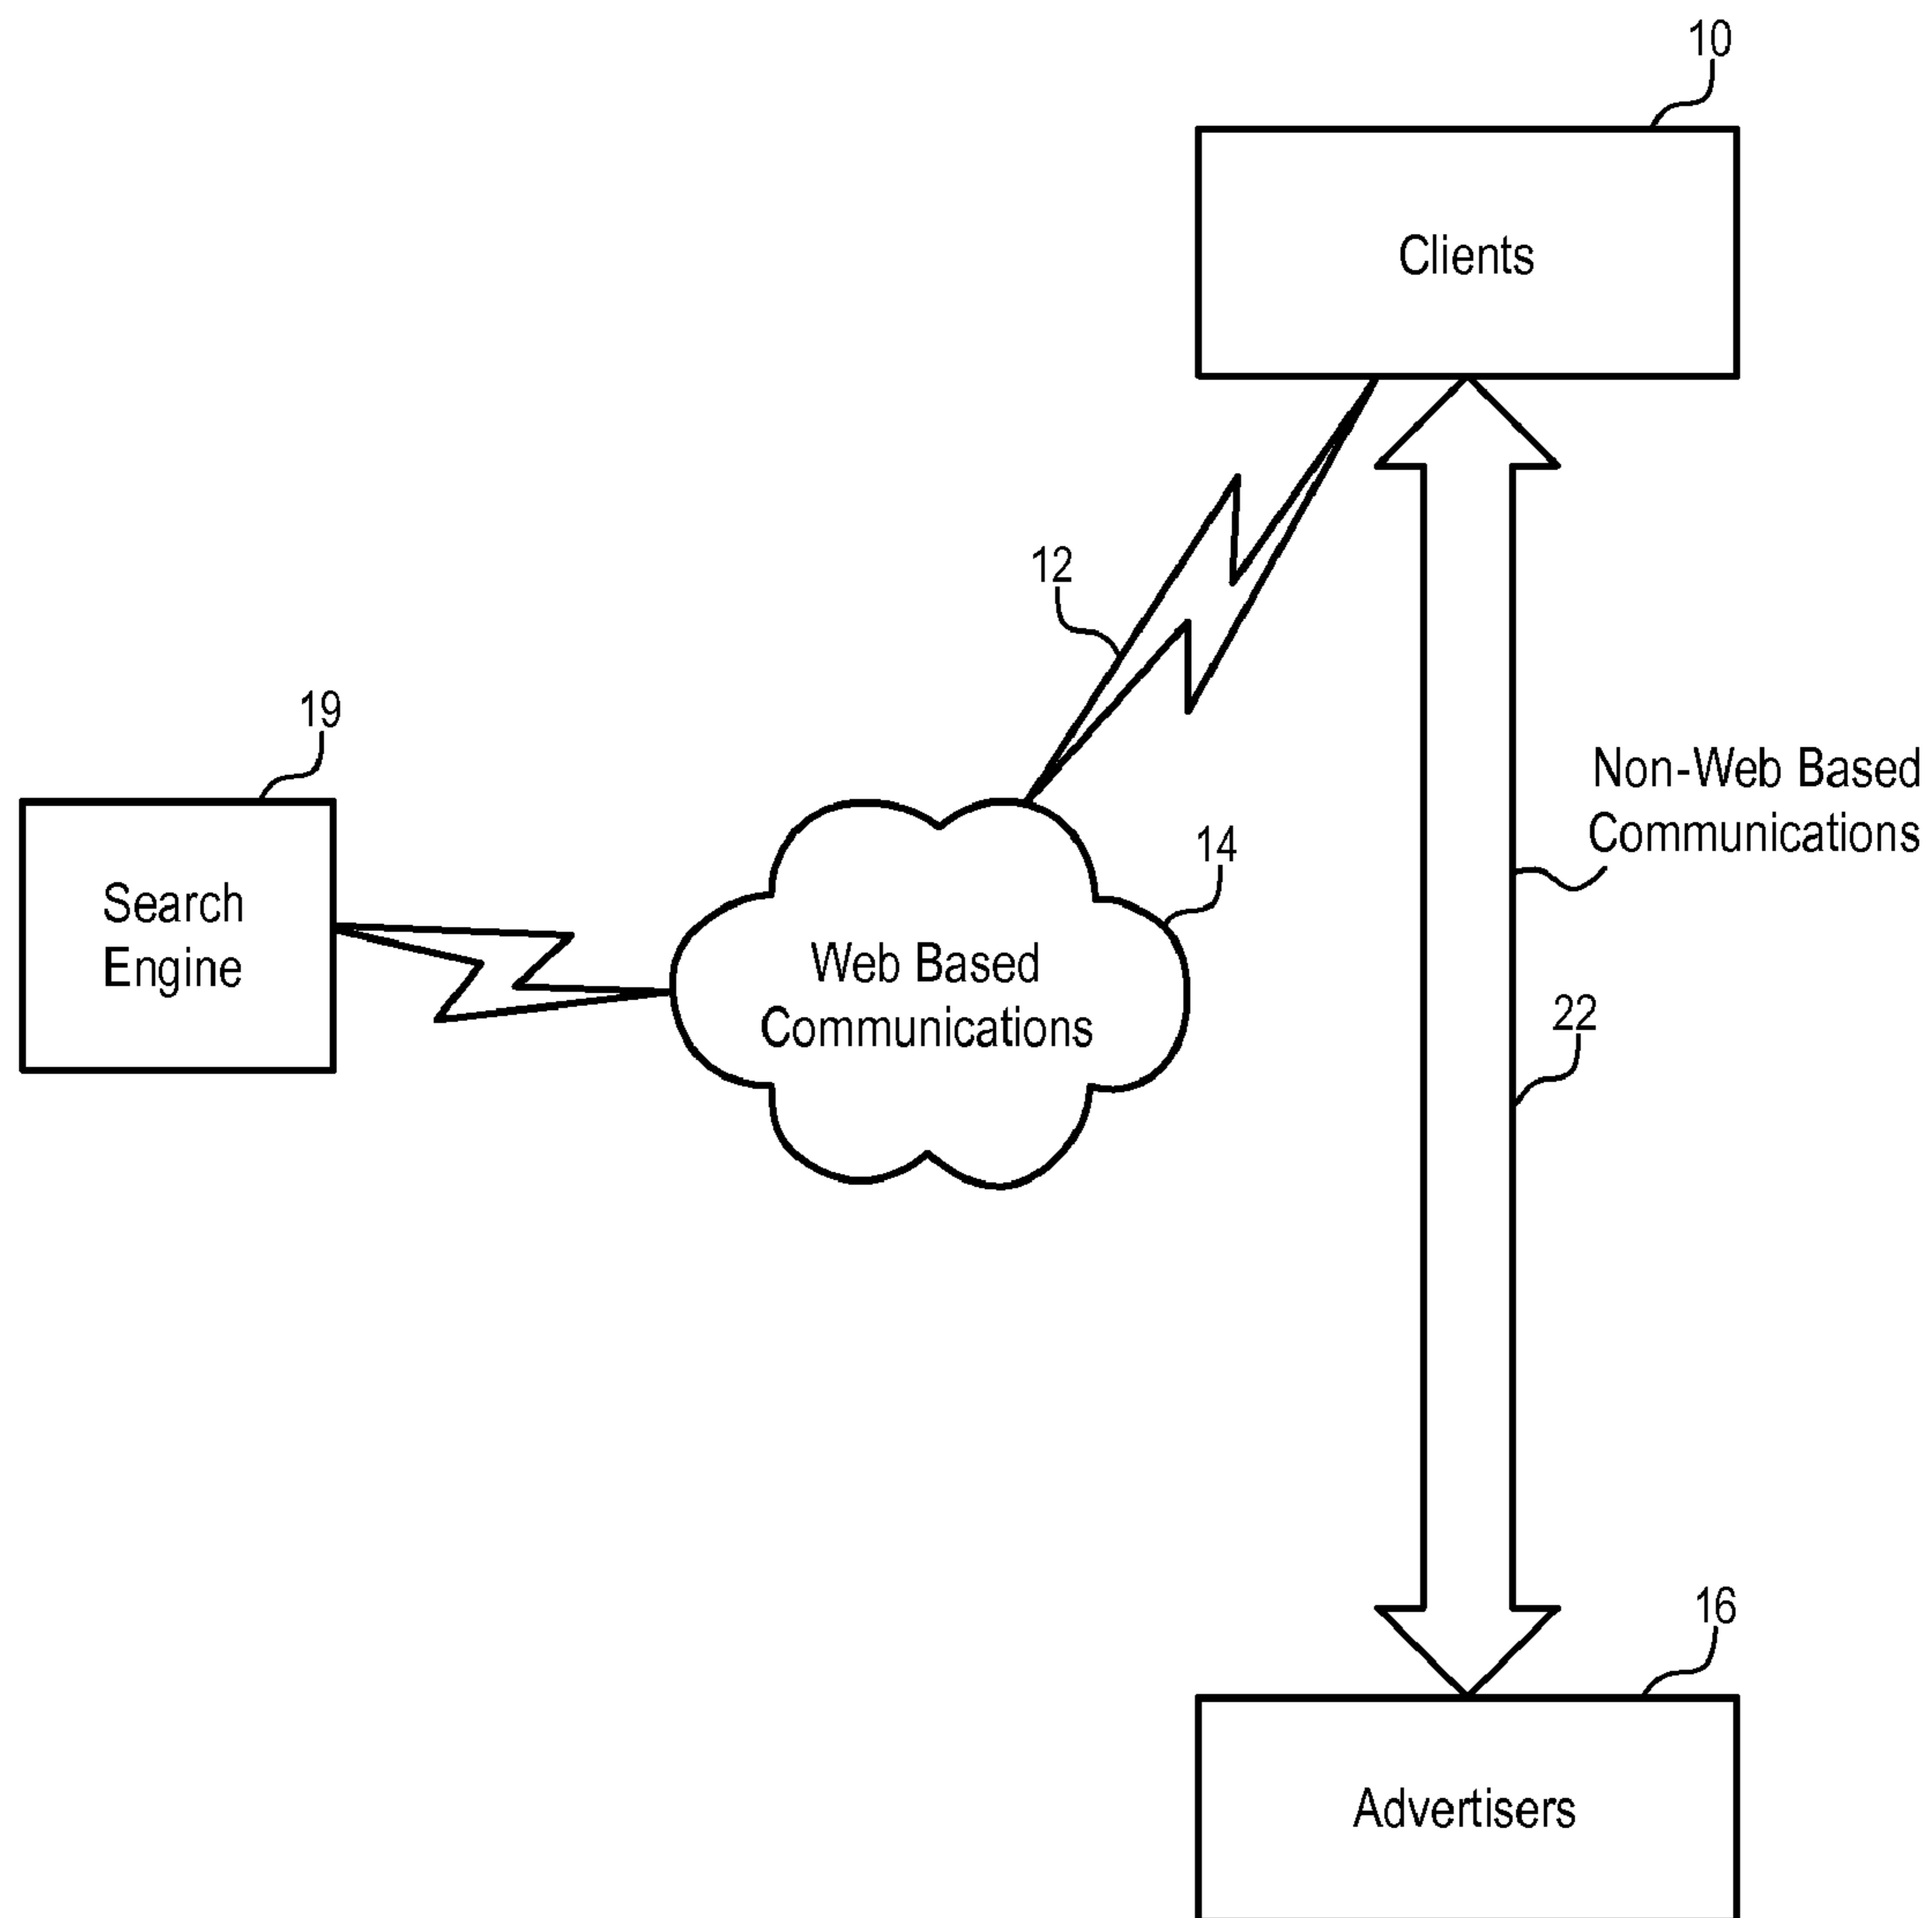 10
Clients
12
19
Non-Web Based
Communications
14
Search
Engine
Web Based
Communications
22
16
Advertisers